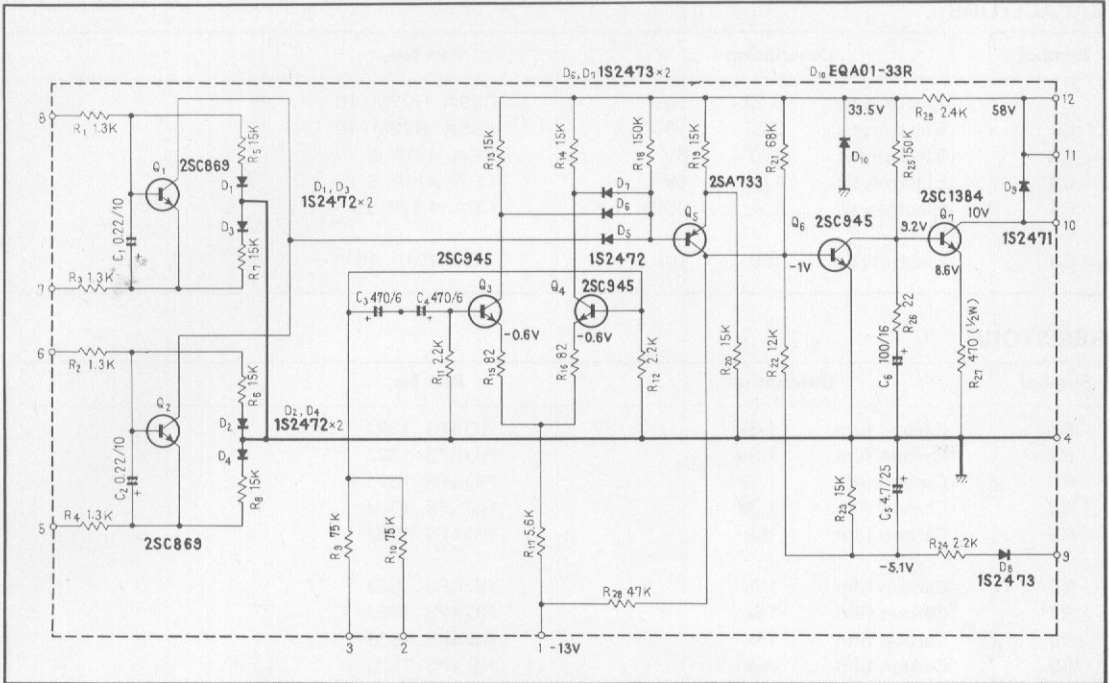 D6, D7 1S2473×2
D10 EQA01-33R
8
R1 1.3K
R5 15K
Q1
2SC869
D1
D1, D3
1S2472×2
D3
C1 0.22/10
R7 15K
R3 1.3K
7
6
R2 1.3K
R6 15K
Q2
D2, D4
1S2472×2
D2
D4
C2 0.22/10
R8 15K
R4 1.3K
5
2SC869
R13 15K
R14 15K
R18 150K
R19 15K
R21 68K
D7
D6
D5
1S2472
2SA733
Q5
2SC945
C3 470/6
C4 470/6
Q3
Q4
2SC945
-0.6V
-0.6V
R11 2.2K
R15 82
R16 82
R12 2.2K
R20 15K
R22 12K
R9 75K
R10 75K
R17 5.6K
R28 47K
3
2
1 -13V
33.5V
R29 2.4K
58V
12
D10
R25 150K
11
D9
2SC1384
Q7
10V
10
1S2471
Q6
2SC945
-1V
9.2V
8.6V
R26 22
C6 100/16
R27 470 (½W)
4
R23 15K
C5 4.7/25
-5.1V
R24 2.2K
D8
1S2473
9